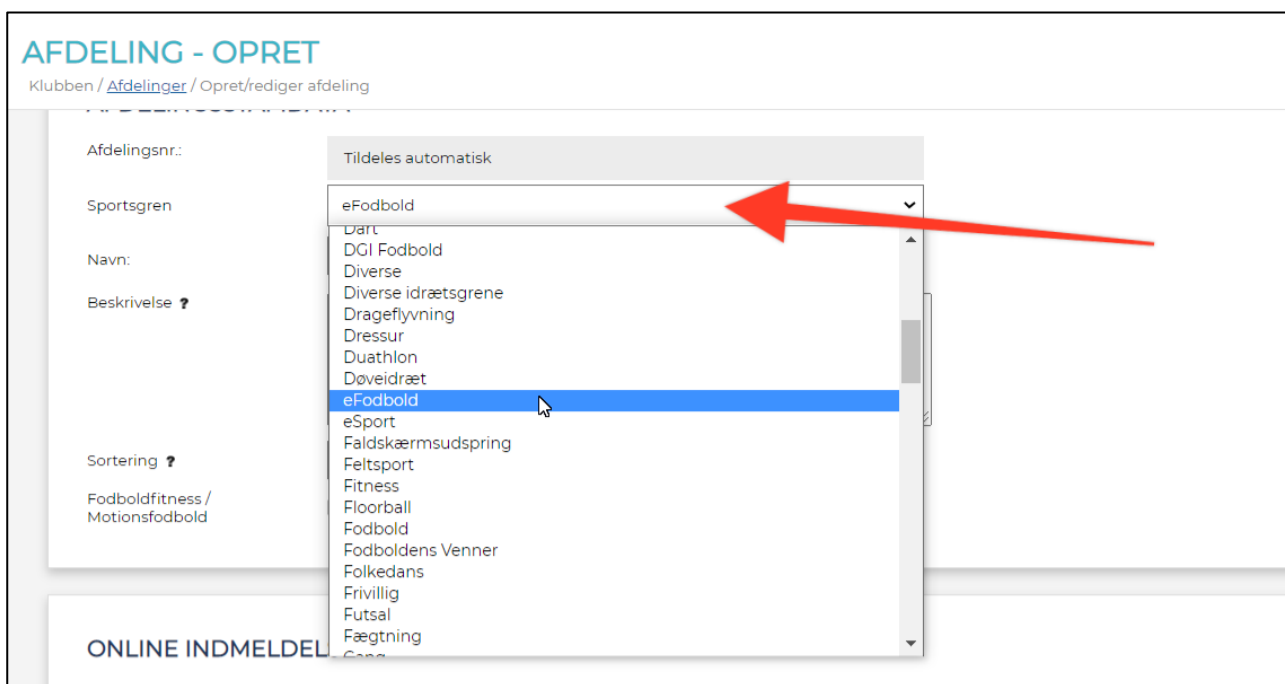 AFDELING - OPRET
Klubben / Afdelinger / Opret/rediger afdeling
Afdelingsnr.:
Tildeles automatisk
Sportsgren
eFodbold
Dart
DGI Fodbold
Navn:
Diverse
Diverse idrætsgrene
Beskrivelse ?
Drageflyvning
Dressur
Duathlon
Døveidræt
eFodbold
eSport
Faldskærmsudspring
Sortering ?
Feltsport
Fitness
Fodboldfitness /
Motionsfodbold
Floorball
Fodbold
Fodboldens Venner
Folkedans
Frivillig
Futsal
Fægtning
ONLINE INDMELDEL